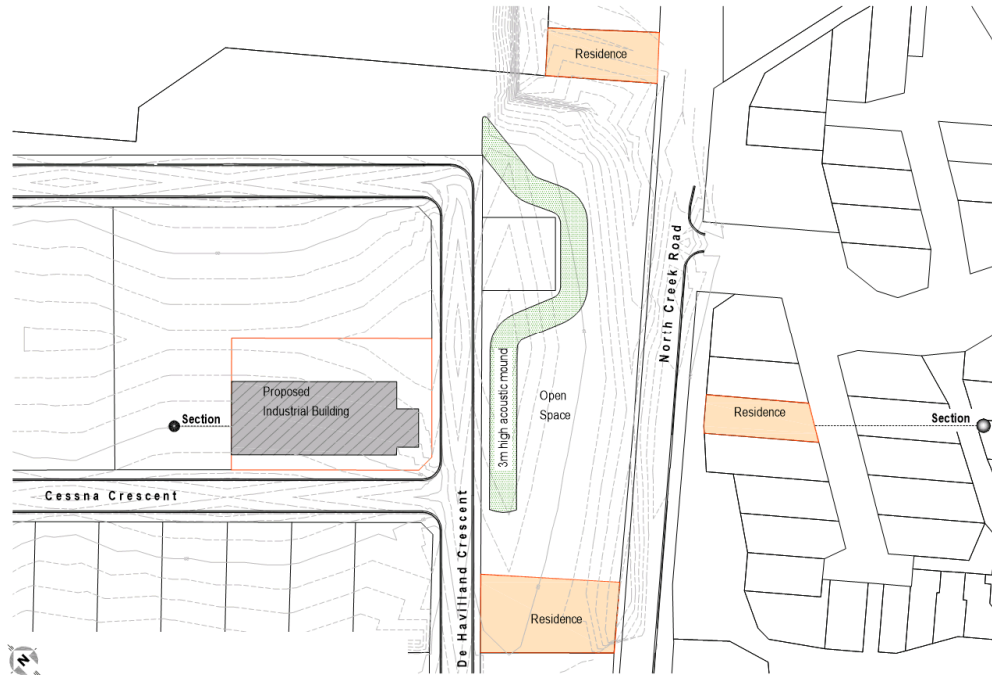 Residence
North Creek Road
Proposed
Industrial Building
Section
3m high acoustic mound
Open
Space
Residence
Section
Cessna Crescent
De Havilland Crescent
Residence
N